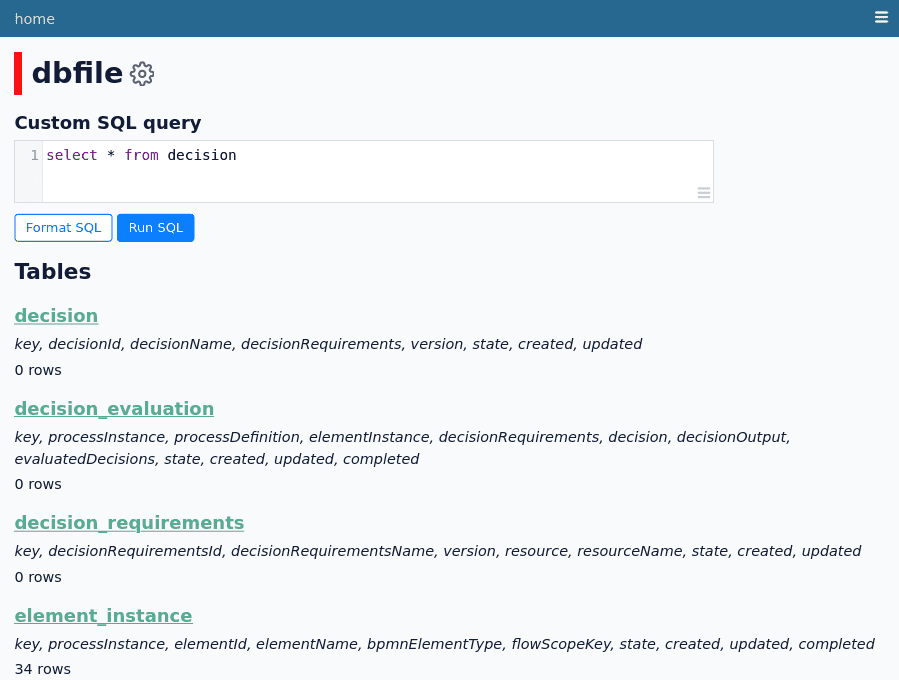 home
dbfile
Custom SQL query
1 select * from decision
Format SQL Run SQL
Tables
decision
key, decisionId, decisionName, decisionRequirements, version, state, created, updated
0 rows
decision_evaluation
key, processInstance, processDefinition, elementInstance, decisionRequirements, decision, decisionOutput,
evaluatedDecisions, state, created, updated, completed
0 rows
decision_requirements
key, decisionRequirementsId, decisionRequirementsName, version, resource, resourceName, state, created, updated
0 rows
element_instance
key, processInstance, elementId, elementName, bpmnElementType, flowScopeKey, state, created, updated, completed
34 rows